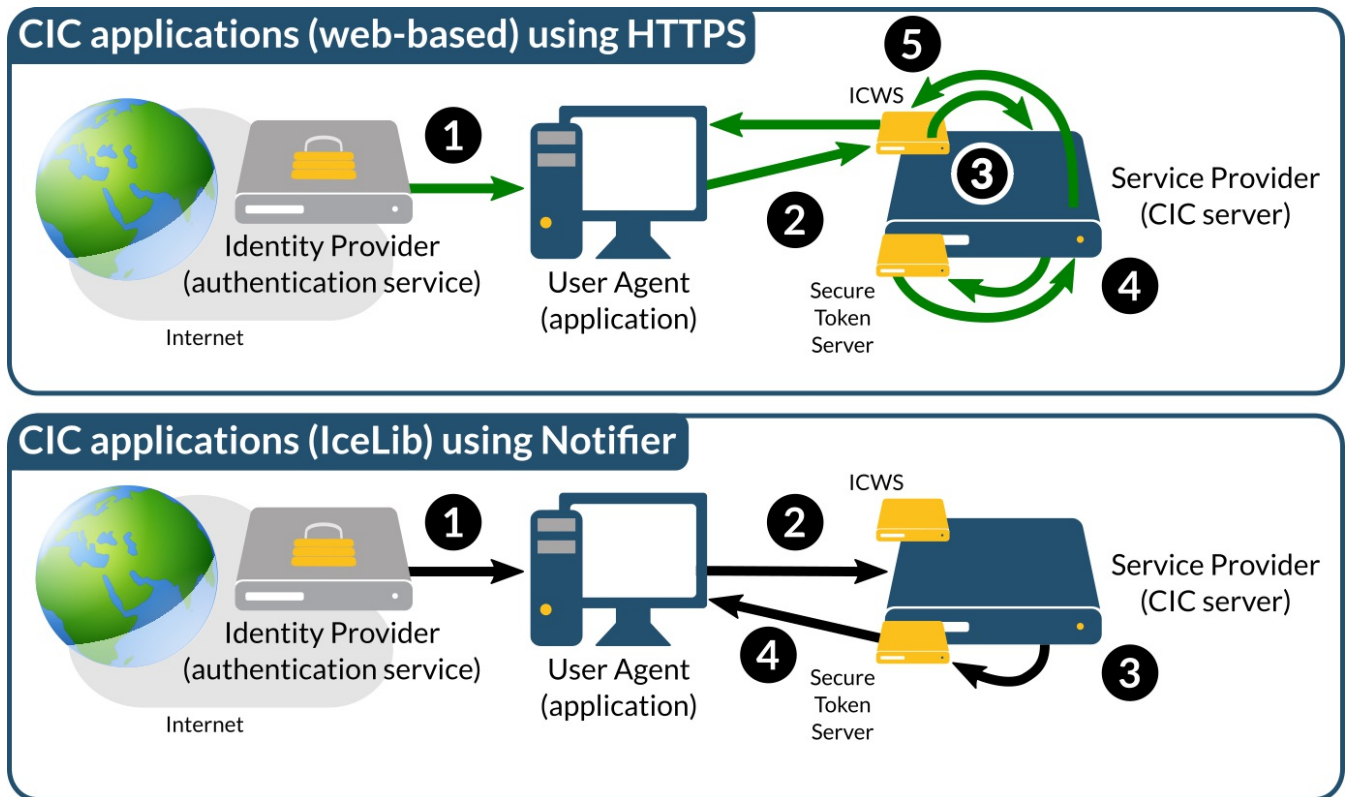 CIC applications (web-based) using HTTPS
5
ICWS
1
3
Service Provider
(CIC server)
2
Identity Provider
(authentication service)
User Agent
(application)
Secure
Token
Server
4
Internet
CIC applications (IceLib) using Notifier
ICWS
1
2
Service Provider
(CIC server)
Identity Provider
(authentication service)
User Agent
(application)
4
Secure
Token
Server
3
Internet